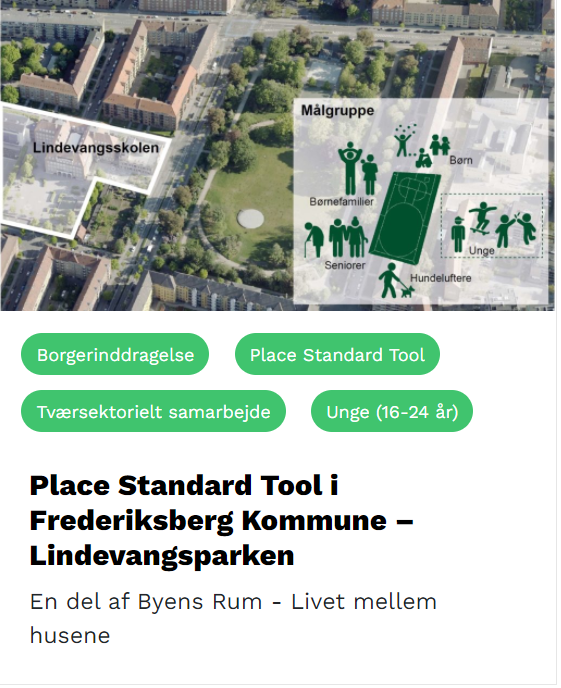 Målgruppe
Lindevangsskolen
Børn
Børnefamilier
Unge
Seniorer
Hundeluftere
Borgerinddragelse
Place Standard Tool
Tværsektorielt samarbejde
Unge (16-24 år)
Place Standard Tool i
Frederiksberg Kommune –
Lindevangsparken
En del af Byens Rum - Livet mellem
husene